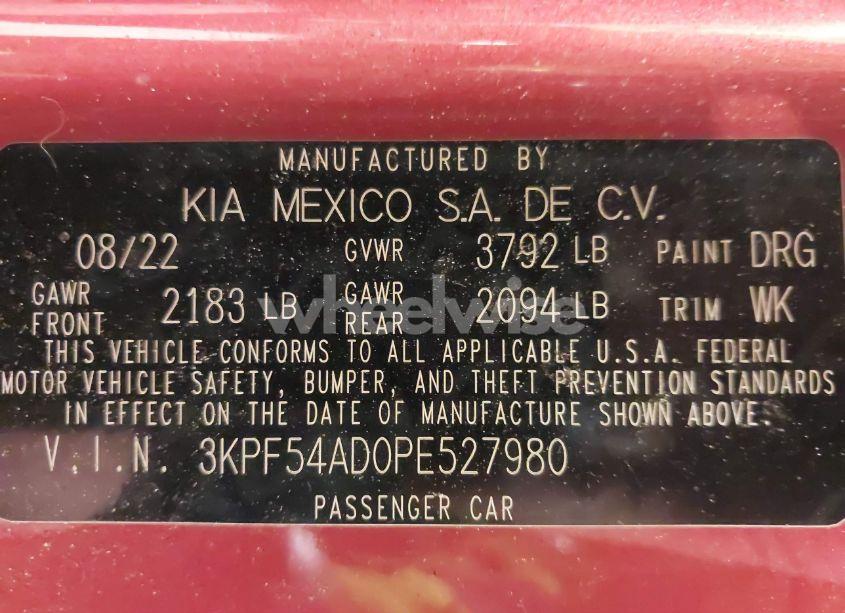 MANUFACTURED BY
KIA MEXICO S.A. DE C.V.
08/22 GVWR 3792 LB PAINT DRG
GAWR FRONT 2183 LB GAWR REAR 2094 LB TRIM WK
wheelwise
THIS VEHICLE CONFORMS TO ALL APPLICABLE U.S.A. FEDERAL
MOTOR VEHICLE SAFETY, BUMPER, AND THEFT PREVENTION STANDARDS
IN EFFECT ON THE DATE OF MANUFACTURE SHOWN ABOVE.
V.I.N. 3KPF54AD0PE527980
PASSENGER CAR